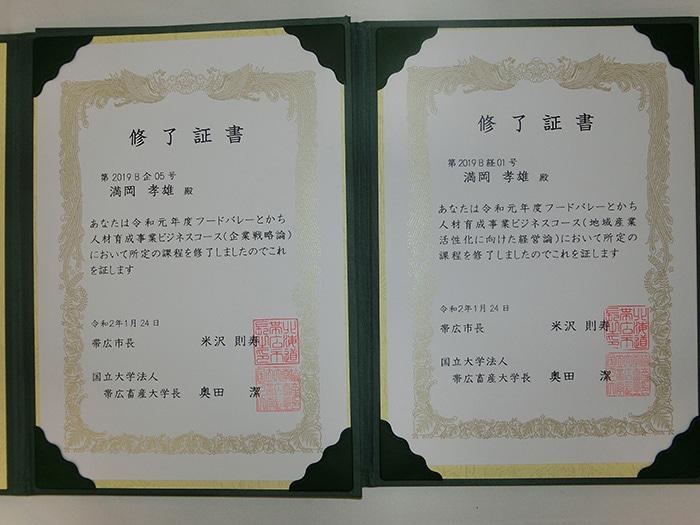 修了証書
第2019B企05号
満岡 孝雄 殿
あなたは令和元年度フードバレーとかち
人材育成事業ビジネスコース(企業戦略論)
において所定の課程を修了しましたのでこれ
を証します
令和2年1月24日
帯広市長 米沢 則寿
国立大学法人
帯広畜産大学長 奥田 潔
修了証書
第2019B経01号
満岡 孝雄 殿
あなたは令和元年度フードバレーとかち
人材育成事業ビジネスコース(地域産業
活性化に向けた経営論)において所定の
課程を修了しましたのでこれを証します
令和2年1月24日
帯広市長 米沢 則寿
国立大学法人
帯広畜産大学長 奥田 潔